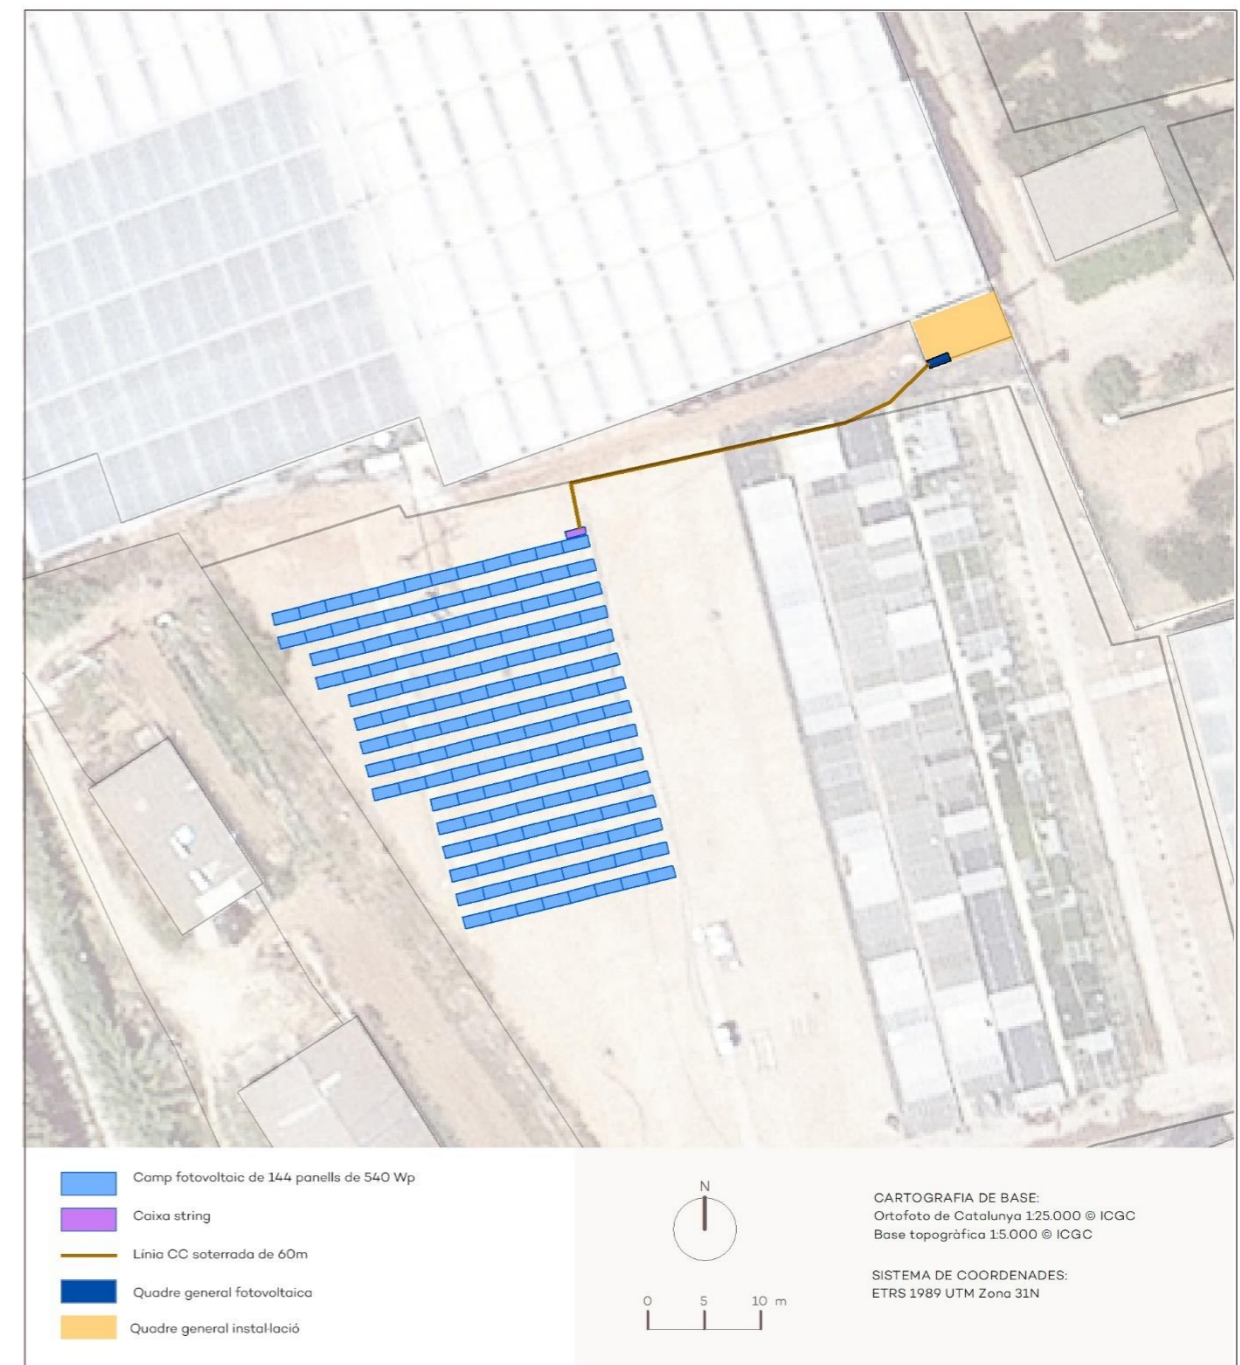 Camp fotovoltaic de 144 panells de 540 Wp
Caixa string
Línia CC soterrada de 60m
Quadre general fotovoltaica
Quadre general instal·lació
N
0 5 10 m
CARTOGRAFIA DE BASE:
Ortofoto de Catalunya 1:25.000 © ICGC
Base topogràfica 1:5.000 © ICGC
SISTEMA DE COORDENADES:
ETRS 1989 UTM Zona 31N